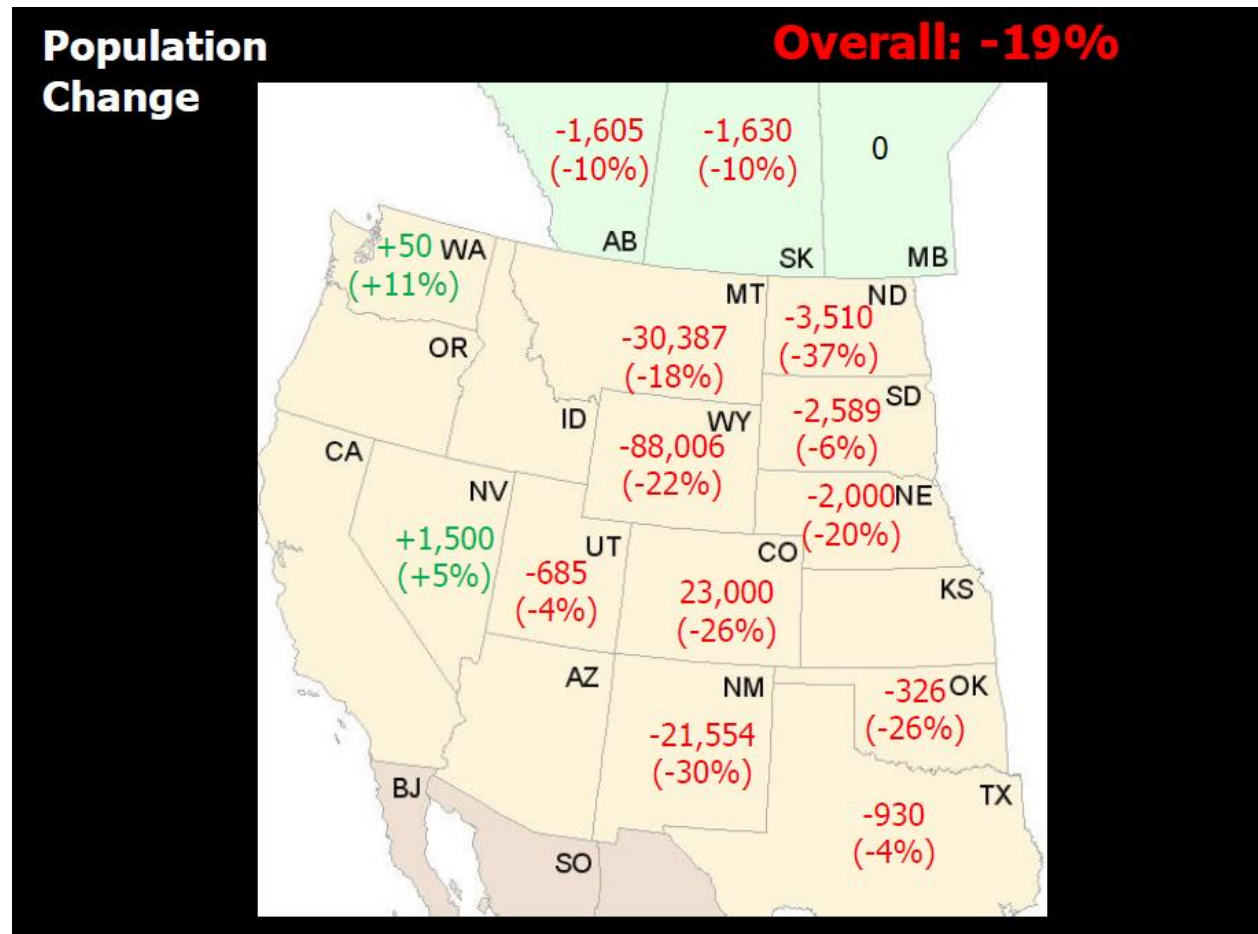 Population
Change
Overall: -19%
-1,605
(-10%)
AB
-1,630
(-10%)
SK
0
MB
+50 WA
(+11%)
OR
MT
-30,387
(-18%)
ND
-3,510
(-37%)
ID
WY
-88,006
(-22%)
SD
-2,589
(-6%)
CA
NV
+1,500
(+5%)
UT
-685
(-4%)
CO
23,000
(-26%)
-2,000 NE
(-20%)
KS
AZ
NM
-21,554
(-30%)
-326 OK
(-26%)
TX
-930
(-4%)
BJ
SO